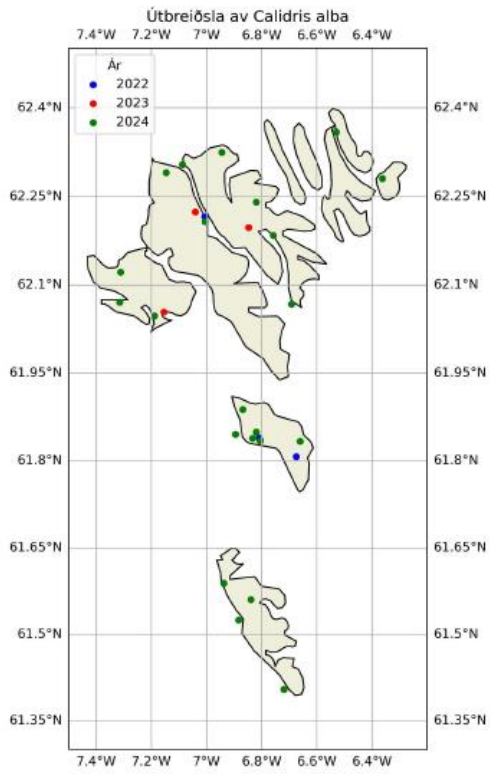 Útbreiðsla av Calidris alba
7.4°W 7.2°W 7°W 6.8°W 6.6°W 6.4°W
Ár
2022
2023
2024
62.4°N 62.4°N
62.25°N 62.25°N
62.1°N 62.1°N
61.95°N 61.95°N
61.8°N 61.8°N
61.65°N 61.65°N
61.5°N 61.5°N
61.35°N 61.35°N
7.4°W 7.2°W 7°W 6.8°W 6.6°W 6.4°W